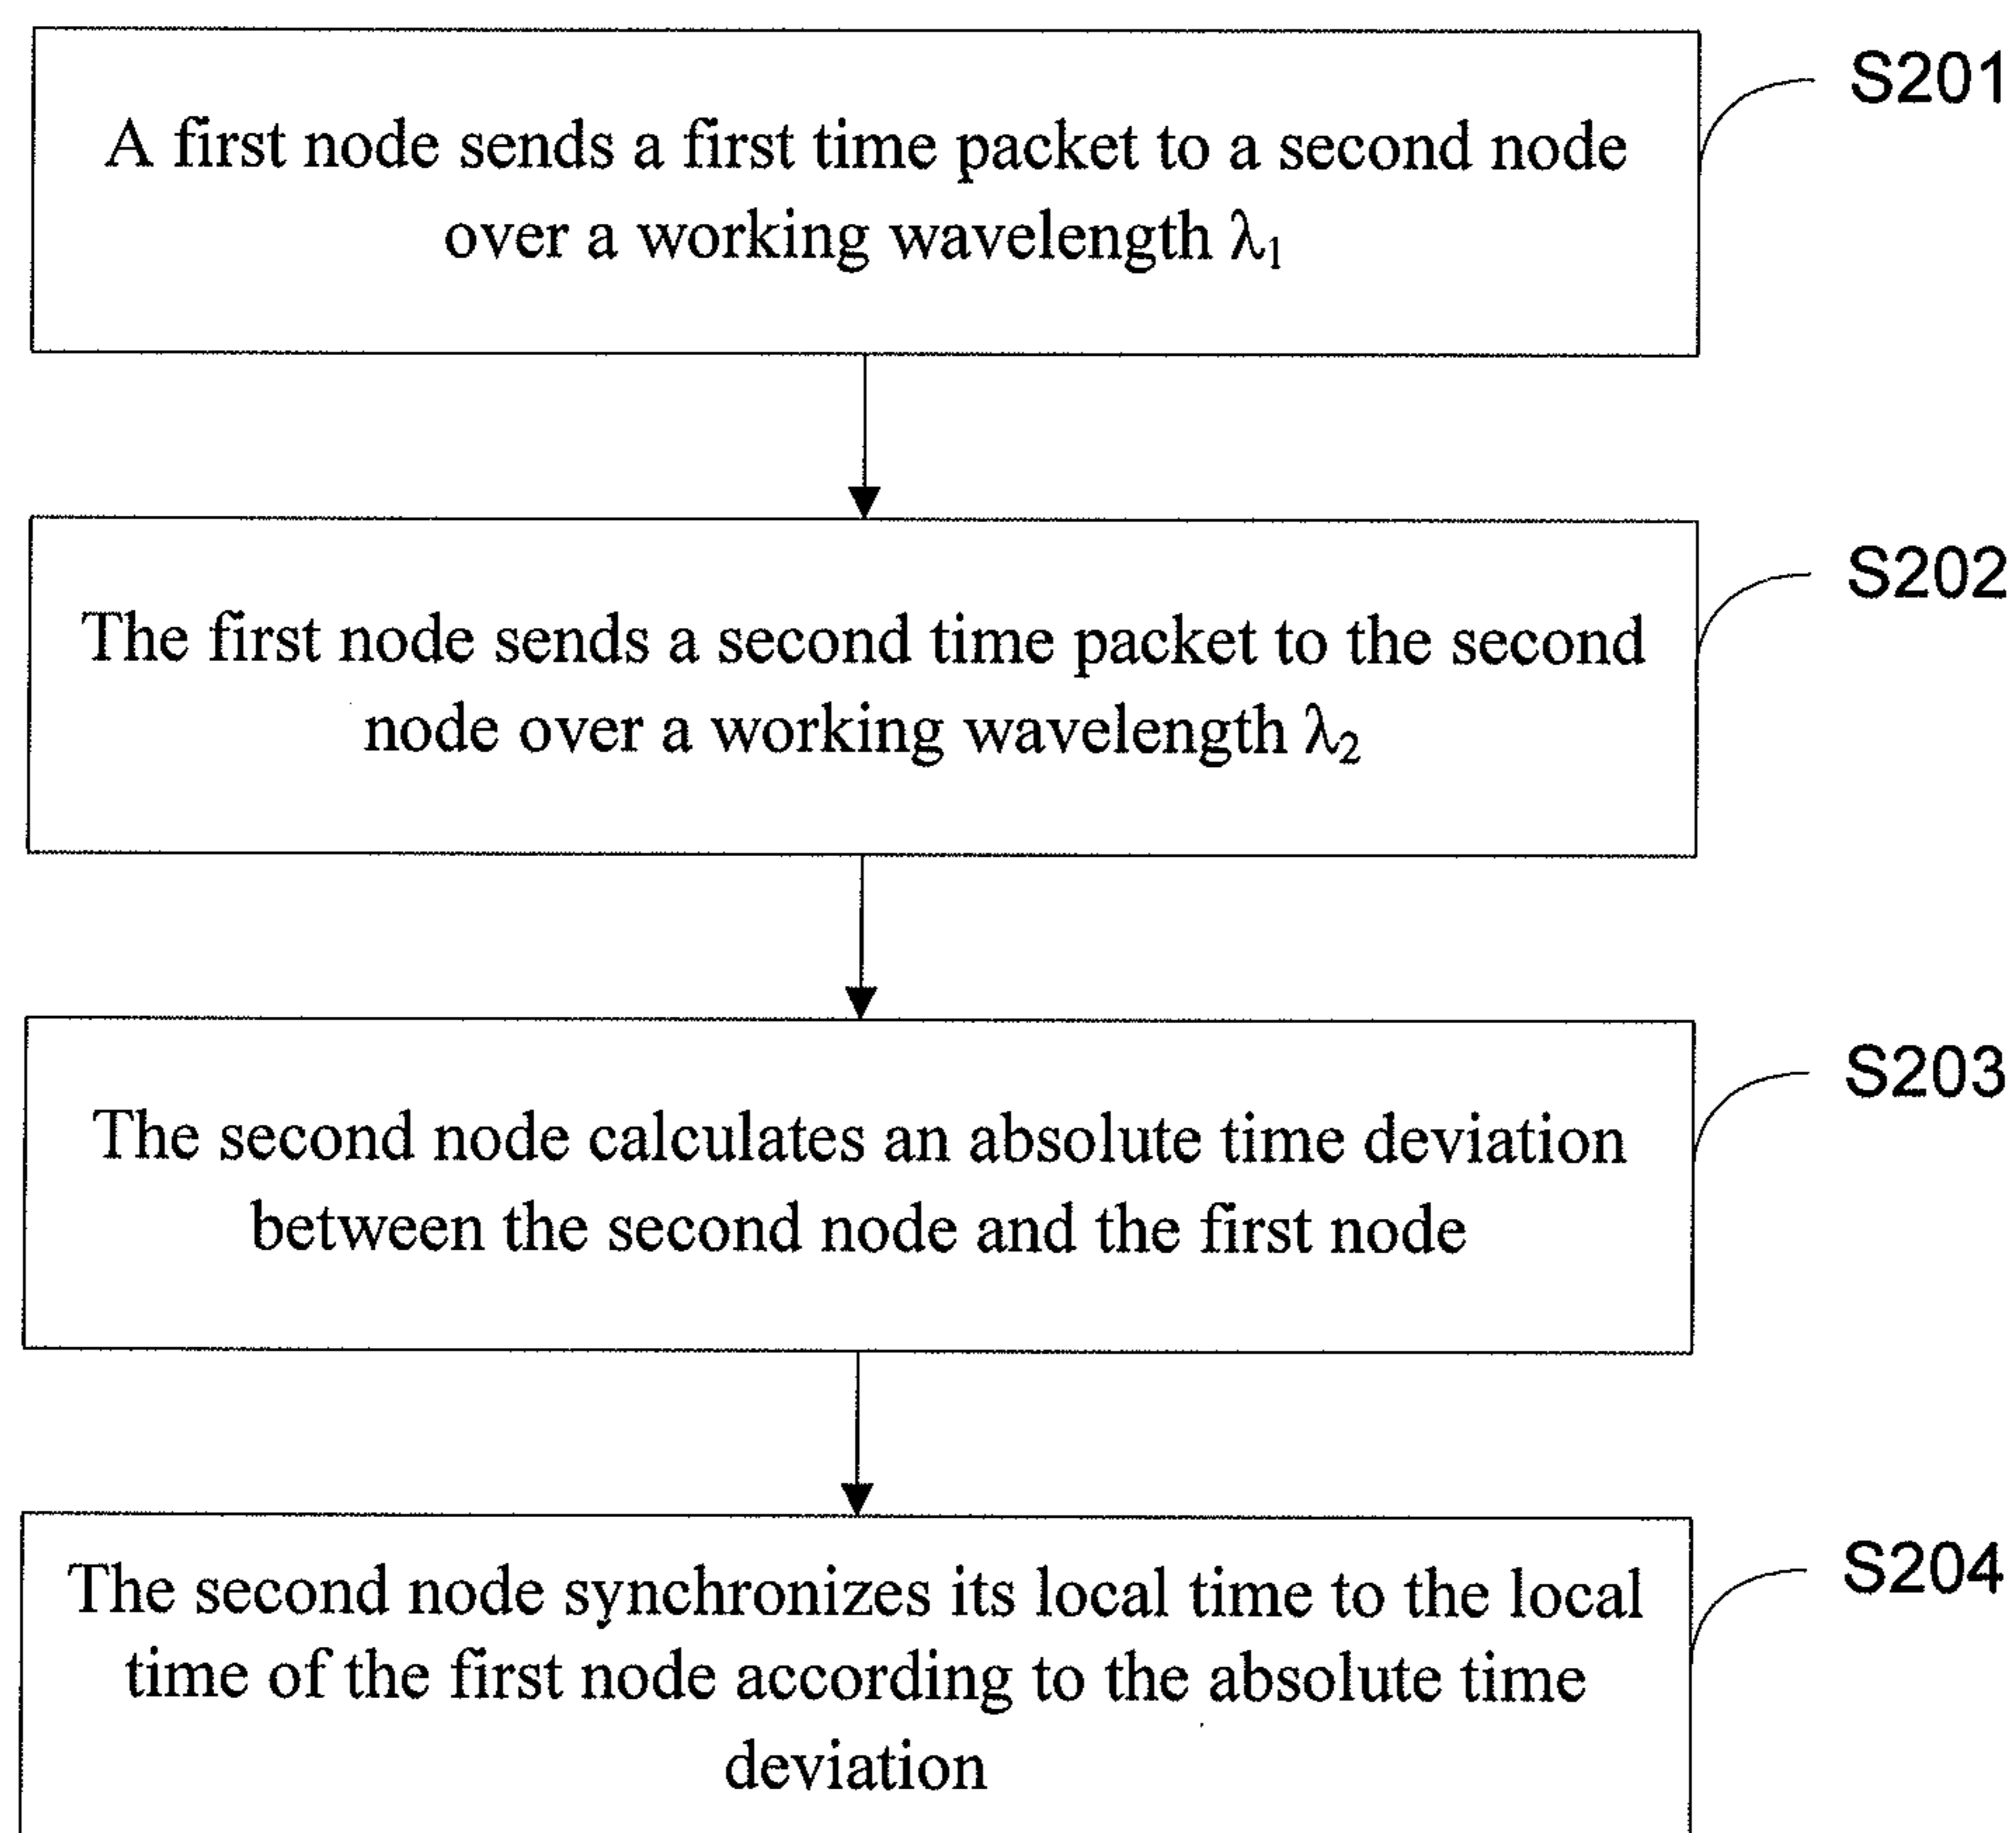 A first node sends a first time packet to a second node
over a working wavelength λ₁
S201
The first node sends a second time packet to the second
node over a working wavelength λ₂
S202
The second node calculates an absolute time deviation
between the second node and the first node
S203
The second node synchronizes its local time to the local
time of the first node according to the absolute time
deviation
S204